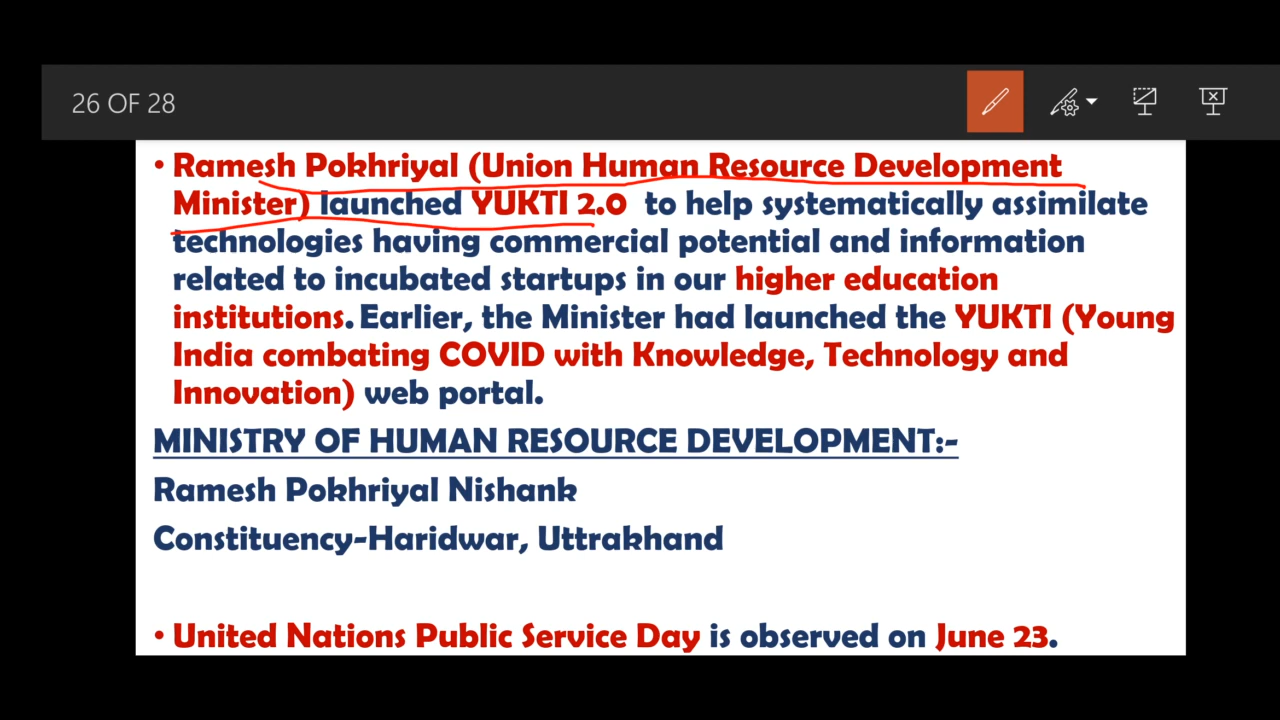 26 OF 28
• Ramesh Pokhriyal (Union Human Resource Development
Minister) launched YUKTI 2.0 to help systematically assimilate
technologies having commercial potential and information
related to incubated startups in our higher education
institutions. Earlier, the Minister had launched the YUKTI (Young
India combating COVID with Knowledge, Technology and
Innovation) web portal.
MINISTRY OF HUMAN RESOURCE DEVELOPMENT:-
Ramesh Pokhriyal Nishank
Constituency-Haridwar, Uttrakhand
• United Nations Public Service Day is observed on June 23.